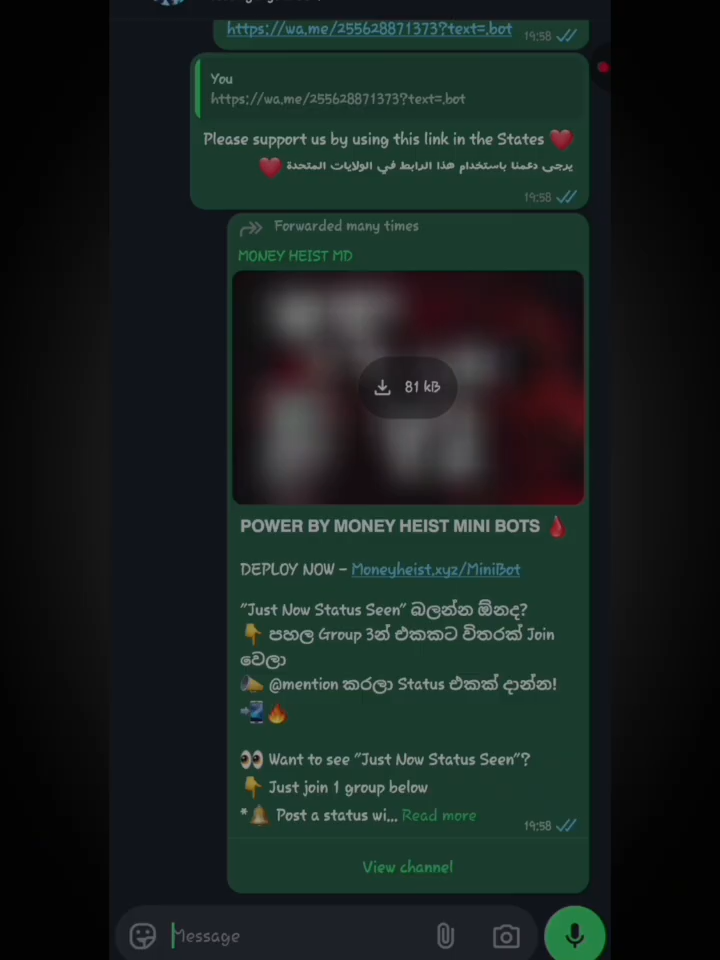 https://wa.me/255628871373?text=.bot
19:58
You
https://wa.me/255628871373?text=.bot
Please support us by using this link in the States ❤️
يرجى دعمنا باستخدام هذا الرابط في الولايات المتحدة ❤️
19:58
Forwarded many times
MONEY HEIST MD
81 kB
POWER BY MONEY HEIST MINI BOTS 🩸
DEPLOY NOW – Moneyheist.xyz/MiniBot
"Just Now Status Seen" බලන්න ඕනද?
👇 පහල Group 3න් එකකට විතරක් Join
වෙලා
📣 @mention කරලා Status එකක් දාන්න!
📲🔥
👀 Want to see "Just Now Status Seen"?
👇 Just join 1 group below
*🔔 Post a status wi... Read more
19:58
View channel
Message